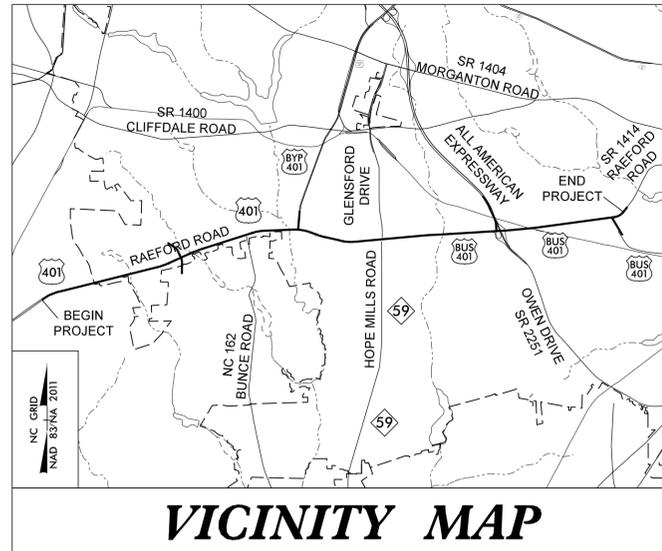 SR 1404
MORGANTON ROAD
SR 1400
CLIFFDALE ROAD
SR 1414
RAEFORD
ROAD
ALL AMERICAN
EXPRESSWAY
BYP
401
GLENSFORD
DRIVE
END
PROJECT
401
RAEFORD ROAD
BUS
401
BUS
401
BUS
401
401
BEGIN
PROJECT
NC 162
BUNCE ROAD
HOPE MILLS ROAD
59
OWEN DRIVE
SR 2251
59
NC GRID
NAD 83/NA 2011
VICINITY MAP